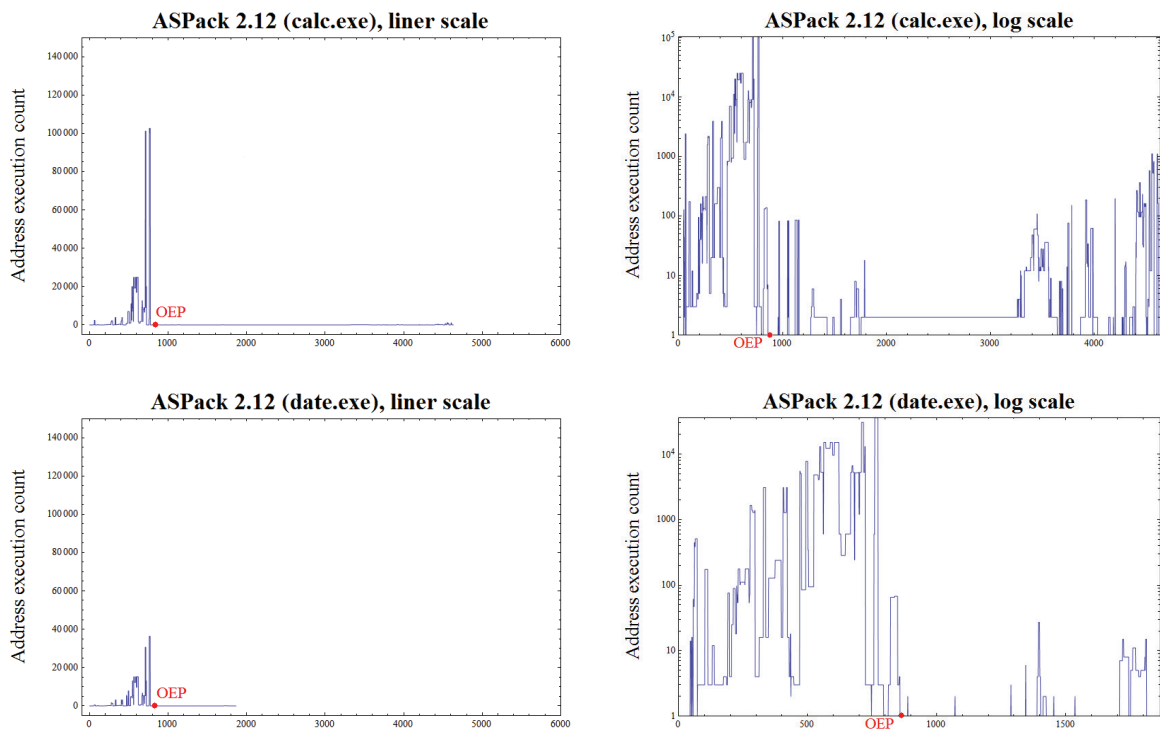 ASPack 2.12 (calc.exe), liner scale
Address execution count
140 000
120 000
100 000
80 000
60 000
40 000
20 000
0
OEP
0 1000 2000 3000 4000 5000 6000
ASPack 2.12 (calc.exe), log scale
Address execution count
10^5
10^4
1000
100
10
1
OEP
0 1000 2000 3000 4000
ASPack 2.12 (date.exe), liner scale
Address execution count
140 000
120 000
100 000
80 000
60 000
40 000
20 000
0
OEP
0 1000 2000 3000 4000 5000 6000
ASPack 2.12 (date.exe), log scale
Address execution count
10^4
1000
100
10
1
OEP
0 500 1000 1500